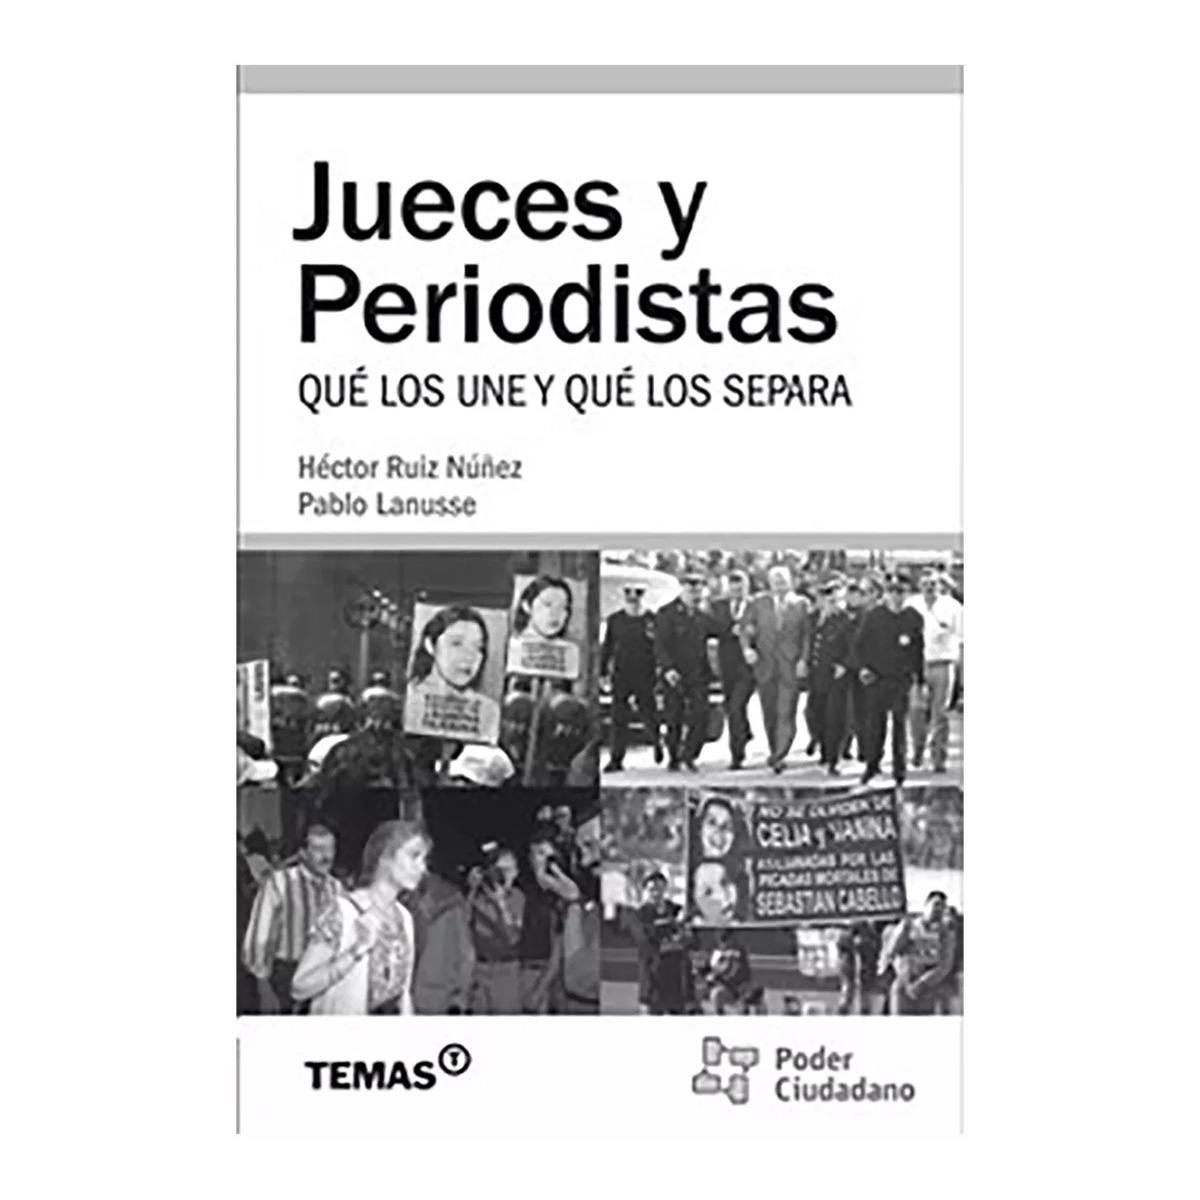 Jueces y
Periodistas
QUÉ LOS UNE Y QUÉ LOS SEPARA
Héctor Ruiz Núñez
Pablo Lanusse
NO SE OLVIDEN DE
CELIA y VANINA
ASESINADAS POR LAS
PICADAS MORTALES DE
SEBASTIAN CABELLO
TEMAS T
Poder
Ciudadano